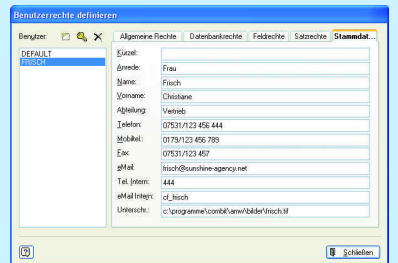 Benutzerrechte definieren
Benutzer:
DEFAULT
FRISCH
Allgemeine Rechte Datenbankrechte Feldrechte Satzrechte Stammdat...
Kürzel:
Anrede: Frau
Name: Frisch
Vorname: Christiane
Abteilung: Vertrieb
Telefon: 07531/123 456 444
Mobiltel.: 0179/123 456 789
Fax: 07531/123 457
eMail: frisch@sunshine-agency.net
Tel. Intern: 444
eMail Intern: cf_frisch
Unterschr.: c:\programme\combit\amw\bilder\frisch.tif
Schließen